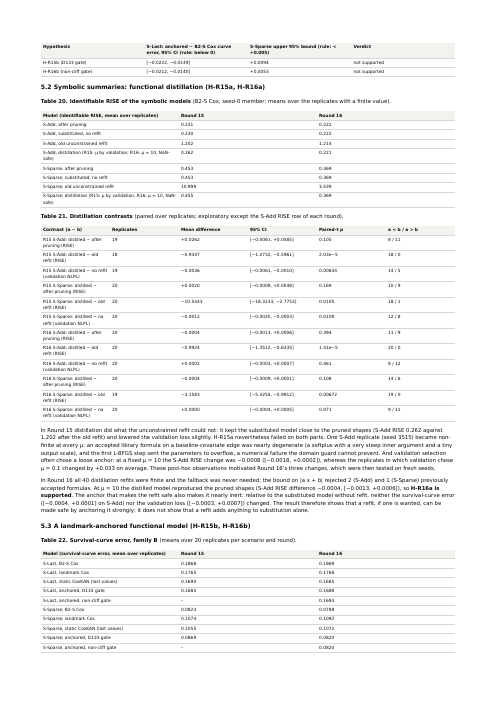 Hypothesis S-Last: anchored − B2-S Cox curve S-Sparse upper 95% bound (rule: < Verdict
error, 95% CI (rule: below 0) +0.005)
H-R15b (D133 gate) [−0.0222, −0.0149] +0.0094 not supported
H-R16b (non-cliff gate) [−0.0212, −0.0140] +0.0053 not supported
5.2 Symbolic summaries: functional distillation (H-R15a, H-R16a)
Table 20. Identifiable RISE of the symbolic models (B2-S Cox, seed-0 member; means over the replicates with a finite value).
Model (identifiable RISE, mean over replicates) Round 15 Round 16
S-Add, after pruning 0.231 0.222
S-Add, substituted, no refit 0.230 0.222
S-Add, old unconstrained refit 1.202 1.214
S-Add, distillation (R15: μ by validation; R16: μ = 10, NaN- 0.262 0.221
safe)
S-Sparse, after pruning 0.453 0.369
S-Sparse, substituted, no refit 0.453 0.369
S-Sparse, old unconstrained refit 10.999 3.539
S-Sparse, distillation (R15: μ by validation; R16: μ = 10, NaN- 0.455 0.369
safe)
Table 21. Distillation contrasts (paired over replicates; exploratory except the S-Add RISE row of each round).
Contrast (a − b) Replicates Mean difference 95% CI Paired-t p a < b / a > b
R15 S-Add: distilled − after 19 +0.0262 [−0.0061, +0.0585] 0.105 8 / 11
pruning (RISE)
R15 S-Add: distilled − old 18 −0.9347 [−1.2732, −0.5961] 2.03e−5 18 / 0
refit (RISE)
R15 S-Add: distilled − no refit 19 −0.0036 [−0.0061, −0.0010] 0.00834 14 / 5
(validation NLPL)
R15 S-Sparse: distilled − 20 +0.0020 [−0.0009, +0.0048] 0.169 10 / 9
after pruning (RISE)
R15 S-Sparse: distilled − old 20 −10.5443 [−18.3133, −2.7753] 0.0105 18 / 1
refit (RISE)
R15 S-Sparse: distilled − no 20 −0.0012 [−0.0020, −0.0003] 0.0109 12 / 8
refit (validation NLPL)
R16 S-Add: distilled − after 20 −0.0004 [−0.0013, +0.0006] 0.394 11 / 9
pruning (RISE)
R16 S-Add: distilled − old 20 −0.9924 [−1.3512, −0.6335] 1.41e−5 20 / 0
refit (RISE)
R16 S-Add: distilled − no refit 20 +0.0002 [−0.0003, +0.0007] 0.461 8 / 12
(validation NLPL)
R16 S-Sparse: distilled − 20 −0.0004 [−0.0009, +0.0001] 0.108 14 / 6
after pruning (RISE)
R16 S-Sparse: distilled − old 20 −3.1583 [−5.3255, −0.9912] 0.00672 19 / 0
refit (RISE)
R16 S-Sparse: distilled − no 20 +0.0000 [−0.0004, +0.0005] 0.971 9 / 11
refit (validation NLPL)
In Round 15 distillation did what the unconstrained refit could not: it kept the substituted model close to the pruned shapes (S-Add RISE 0.262 against
1.202 after the old refit) and lowered the validation loss slightly. H-R15a nevertheless failed on both parts. One S-Add replicate (seed 3515) became non-
finite at every μ: an accepted library formula on a baseline-covariate edge was nearly degenerate (a softplus with a very steep inner argument and a tiny
output scale), and the first L-BFGS step sent the parameters to overflow, a numerical failure the domain guard cannot prevent. And validation selection
often chose a loose anchor: at a fixed μ = 10 the S-Add RISE change was −0.0008 ([−0.0018, +0.0002]), whereas the replicates in which validation chose
μ = 0.1 changed by +0.033 on average. These post-hoc observations motivated Round 16's three changes, which were then tested on fresh seeds.
In Round 16 all 40 distillation refits were finite and the fallback was never needed; the bound on |a x + b| rejected 2 (S-Add) and 1 (S-Sparse) previously
accepted formulas. At μ = 10 the distilled model reproduced the pruned shapes (S-Add RISE difference −0.0004, [−0.0013, +0.0006]), so H-R16a is
supported. The anchor that makes the refit safe also makes it nearly inert: relative to the substituted model without refit, neither the survival-curve error
([−0.0004, +0.0001] on S-Add) nor the validation loss ([−0.0003, +0.0007]) changed. The result therefore shows that a refit, if one is wanted, can be
made safe by anchoring it strongly; it does not show that a refit adds anything to substitution alone.
5.3 A landmark-anchored functional model (H-R15b, H-R16b)
Table 22. Survival-curve error, family B (means over 20 replicates per scenario and round).
Model (survival-curve error, mean over replicates) Round 15 Round 16
S-Last, B2-S Cox 0.1868 0.1869
S-Last, landmark Cox 0.1765 0.1768
S-Last, static CoxKAN (last values) 0.1690 0.1685
S-Last, anchored, D133 gate 0.1683 0.1688
S-Last, anchored, non-cliff gate – 0.1693
S-Sparse, B2-S Cox 0.0823 0.0788
S-Sparse, landmark Cox 0.1074 0.1092
S-Sparse, static CoxKAN (last values) 0.1055 0.1072
S-Sparse, anchored, D133 gate 0.0869 0.0820
S-Sparse, anchored, non-cliff gate – 0.0820